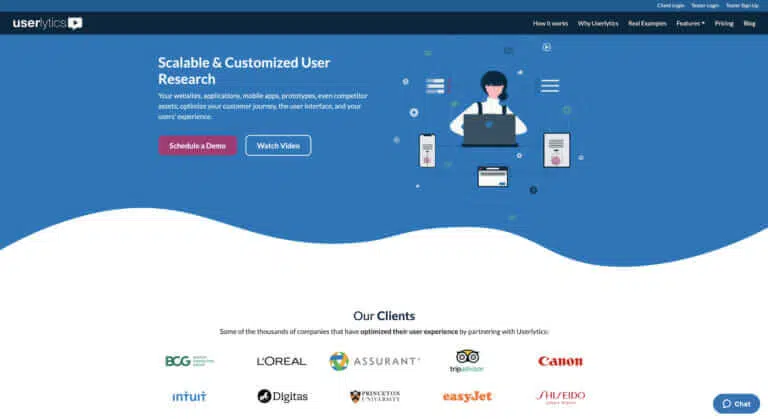 Client Login Tester Login Tester Sign Up
userlytics
How it works Why Userlytics Real Examples Features Pricing Blog
Scalable & Customized User
Research
Your websites, applications, mobile apps, prototypes, even competitor
assets; optimize your customer journey, the user interface, and your
users' experience.
Schedule a Demo Watch Video
Our Clients
Some of the thousands of companies that have optimized their user experience by partnering with Userlytics:
BCG
L'ORÉAL
ASSURANT
tripadvisor
Canon
intuit
Digitas
PRINCETON
UNIVERSITY
easyJet
SHISEIDO
Chat